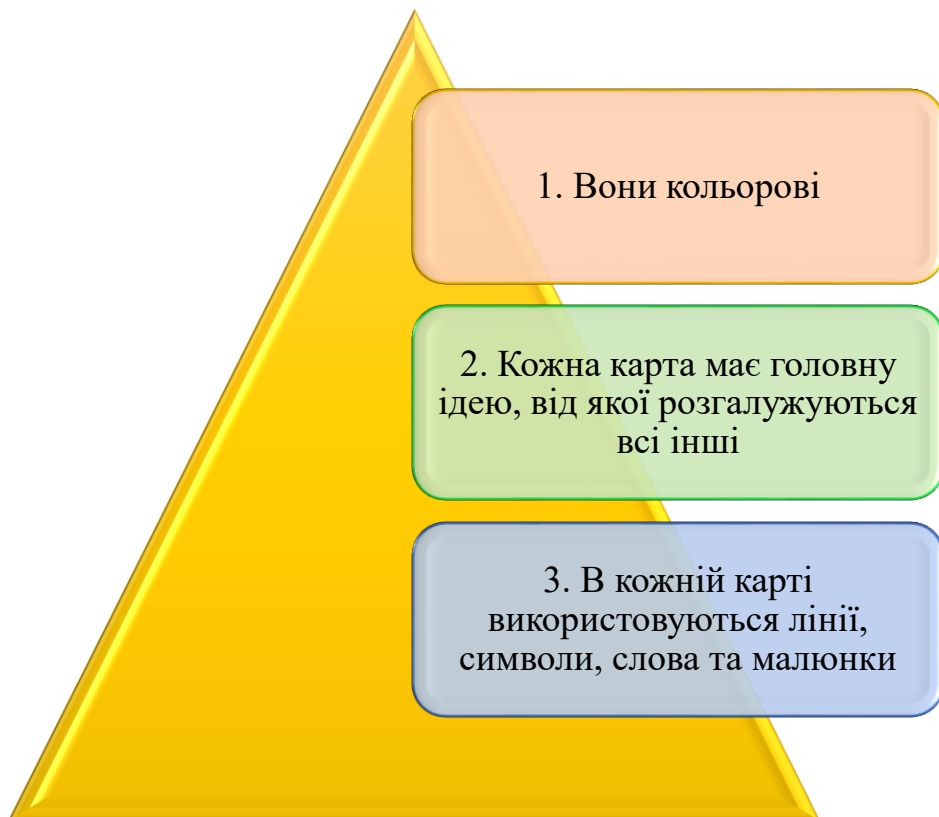 1. Вони кольорові
2. Кожна карта має головну
ідею, від якої розгалужуються
всі інші
3. В кожній карті
використовуються лінії,
символи, слова та малюнки